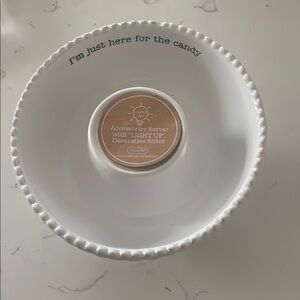 I'm just here for the candy
Accessorize Server
with "LIGHT UP"
Decorative Sitter